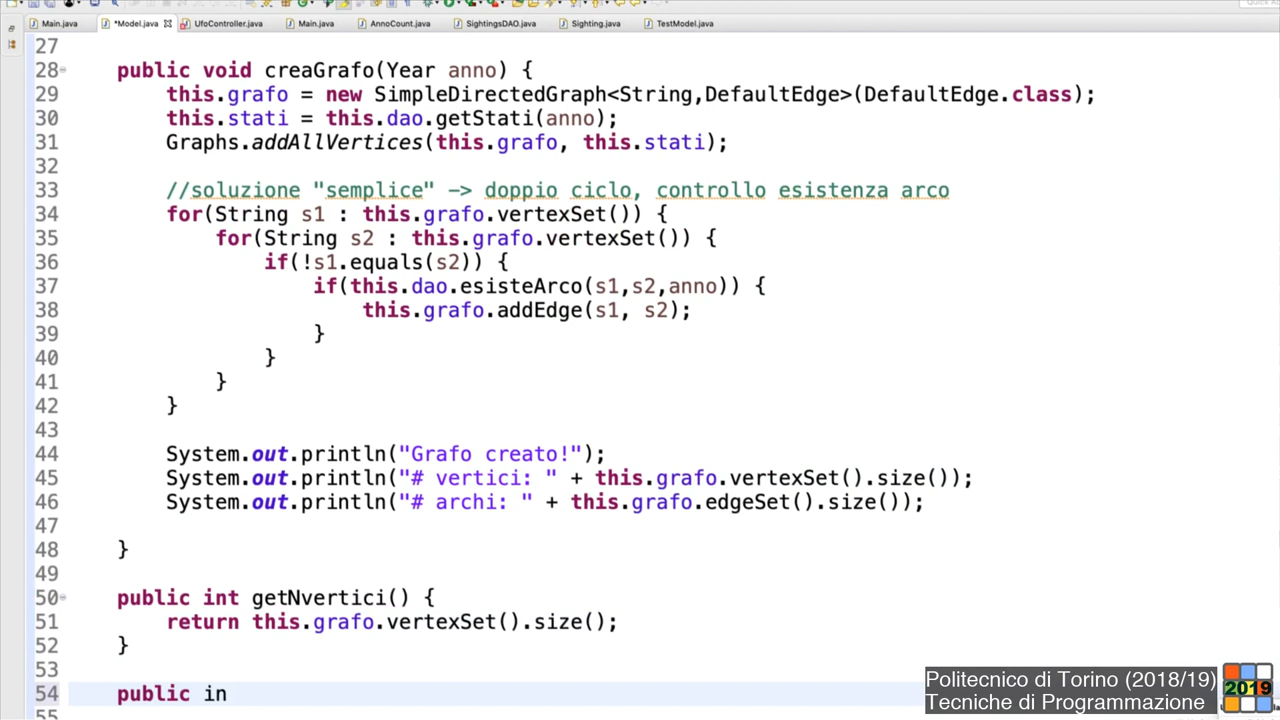 Main.java *Model.java UfoController.java Main.java AnnoCount.java SightingsDAO.java Sighting.java TestModel.java
27
28 public void creaGrafo(Year anno) {
29 this.grafo = new SimpleDirectedGraph<String,DefaultEdge>(DefaultEdge.class);
30 this.stati = this.dao.getStati(anno);
31 Graphs.addAllVertices(this.grafo, this.stati);
32
33 //soluzione "semplice" -> doppio ciclo, controllo esistenza arco
34 for(String s1 : this.grafo.vertexSet()) {
35 for(String s2 : this.grafo.vertexSet()) {
36 if(!s1.equals(s2)) {
37 if(this.dao.esisteArco(s1,s2,anno)) {
38 this.grafo.addEdge(s1, s2);
39 }
40 }
41 }
42 }
43
44 System.out.println("Grafo creato!");
45 System.out.println("# vertici: " + this.grafo.vertexSet().size());
46 System.out.println("# archi: " + this.grafo.edgeSet().size());
47
48 }
49
50 public int getNvertici() {
51 return this.grafo.vertexSet().size();
52 }
53
54 public in
55
Politecnico di Torino (2018/19)
Tecniche di Programmazione
2019